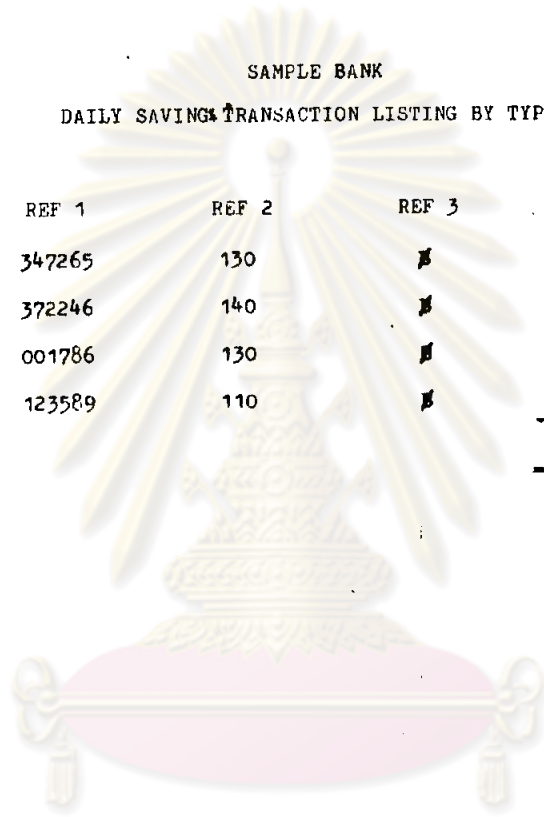 SAMPLE BANK
DAILY SAVINGS TRANSACTION LISTING BY TYP
REF 1 REF 2 REF 3
347265 130
372246 140
001786 130
123589 110